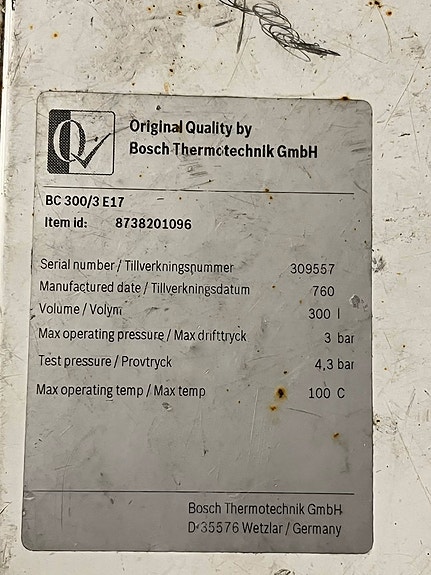 Original Quality by
Bosch Thermotechnik GmbH
BC 300/3 E17
Item id: 8738201096
Serial number / Tillverkningsnummer 309557
Manufactured date / Tillverkningsdatum 760
Volume / Volym 300 l
Max operating pressure / Max drifttryck 3 bar
Test pressure / Provtryck 4,3 bar
Max operating temp / Max temp 100 C
Bosch Thermotechnik GmbH
D-35576 Wetzlar / Germany